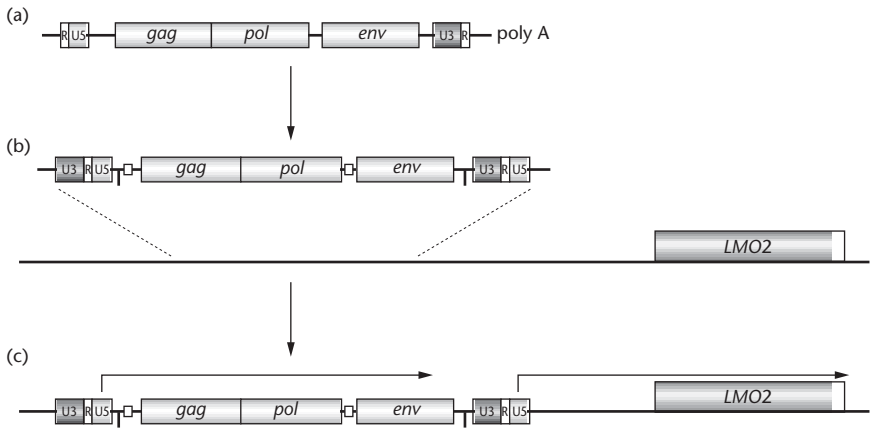 (a)
R U5 gag pol env U3 R poly A
(b)
U3 R U5 gag pol env U3 R U5
LMO2
(c)
U3 R U5 gag pol env U3 R U5 LMO2